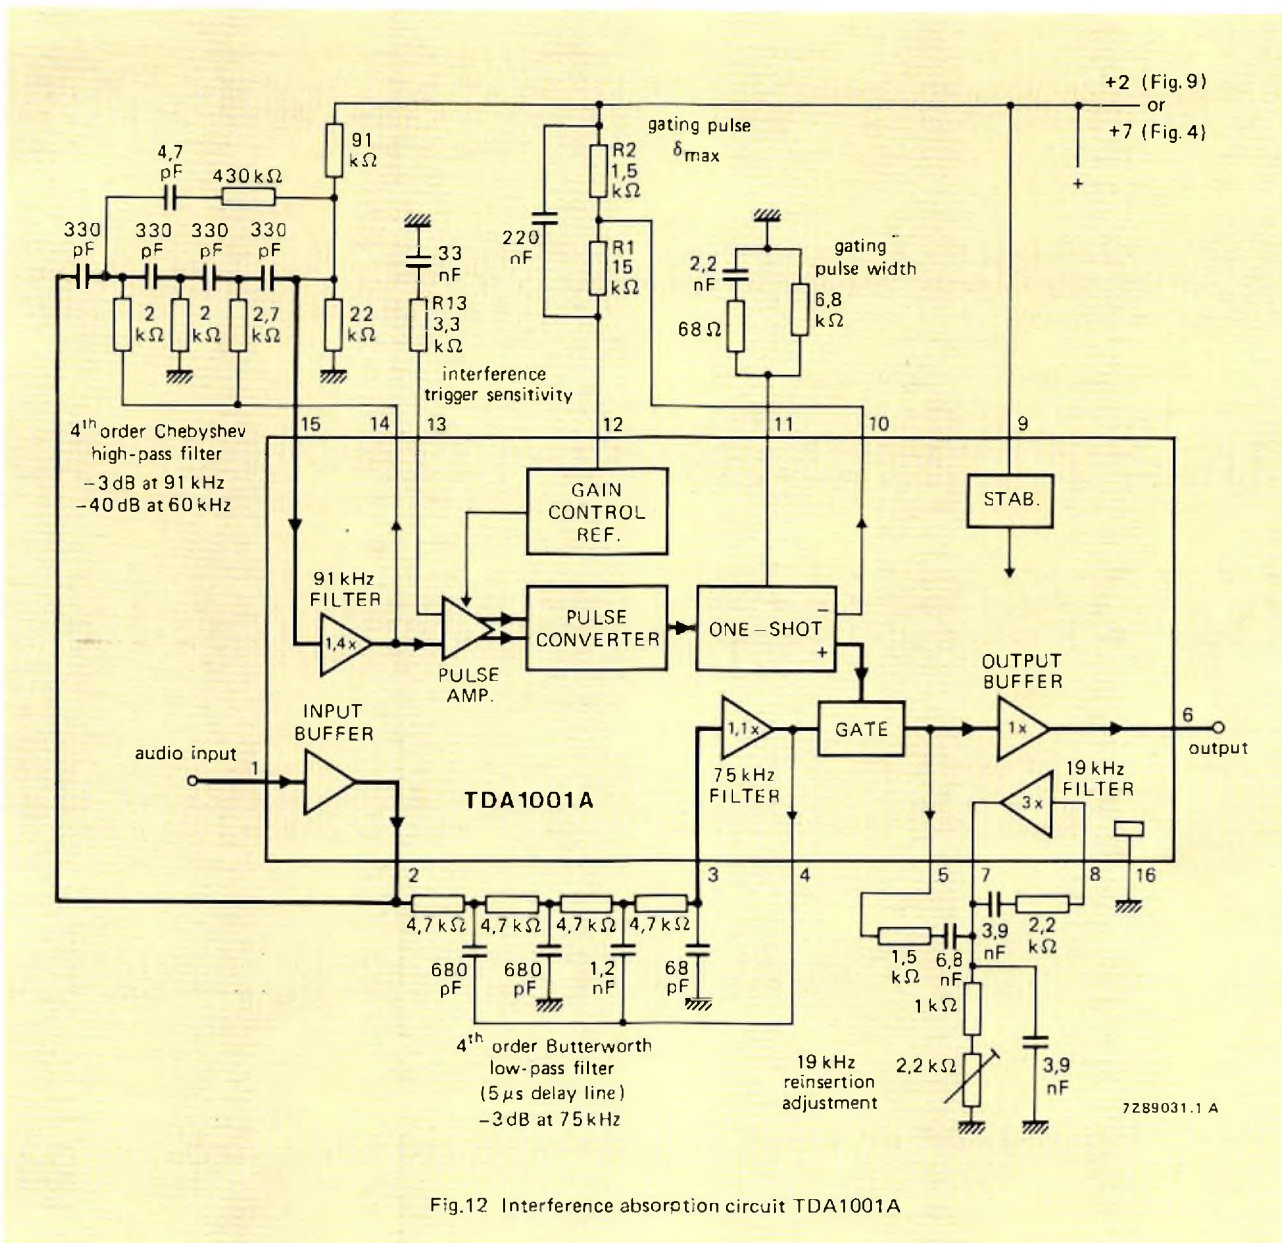 +2 (Fig. 9)
or
+7 (Fig. 4)
+
91
kΩ
4,7
pF
430 kΩ
330
pF
330
pF
330
pF
330
pF
2
kΩ
2
kΩ
2,7
kΩ
22
kΩ
33
nF
R13
3,3
kΩ
interference
trigger sensitivity
gating pulse
δmax
R2
1,5
kΩ
R1
15
kΩ
220
nF
2,2
nF
68 Ω
6,8
kΩ
gating
pulse width
4th order Chebyshev
high-pass filter
−3 dB at 91 kHz
−40 dB at 60 kHz
15
14
13
12
11
10
9
GAIN
CONTROL
REF.
STAB.
91 kHz
FILTER
1,4x
PULSE
AMP.
PULSE
CONVERTER
ONE–SHOT
−
+
INPUT
BUFFER
audio input
1
TDA1001A
1,1x
75 kHz
FILTER
GATE
OUTPUT
BUFFER
1x
6
output
19 kHz
FILTER
3x
2
3
4
5
7
8
16
4,7 kΩ
4,7 kΩ
4,7 kΩ
4,7 kΩ
680
pF
680
pF
1,2
nF
68
pF
4th order Butterworth
low-pass filter
(5 μs delay line)
−3 dB at 75 kHz
1,5
kΩ
6,8
nF
3,9
nF
2,2
kΩ
1 kΩ
2,2 kΩ
3,9
nF
19 kHz
reinsertion
adjustment
7Z89031.1 A
Fig.12 Interference absorption circuit TDA1001A